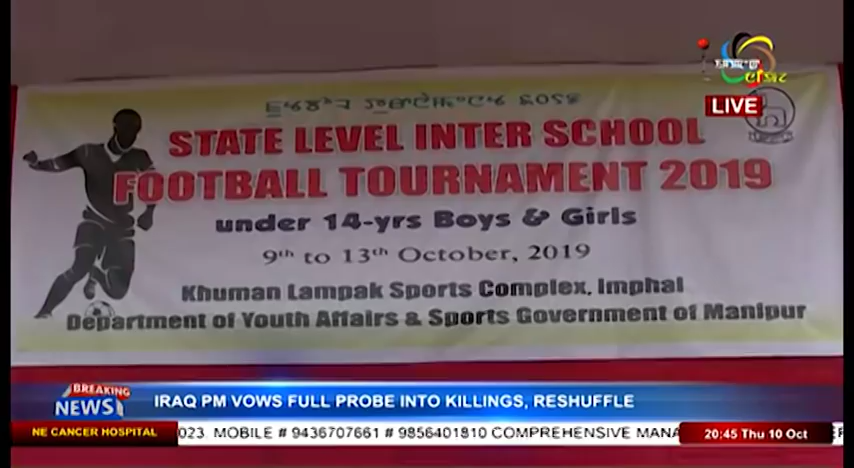 LIVE
STATE LEVEL INTER SCHOOL
FOOTBALL TOURNAMENT 2019
under 14-yrs Boys & Girls
9th to 13th October, 2019
Khuman Lampak Sports Complex, Imphal
Department of Youth Affairs & Sports Government of Manipur
BREAKING NEWS IRAQ PM VOWS FULL PROBE INTO KILLINGS, RESHUFFLE
NE CANCER HOSPITAL 023 MOBILE # 9436707661 # 9856401810 COMPREHENSIVE MANA 20:45 Thu 10 Oct